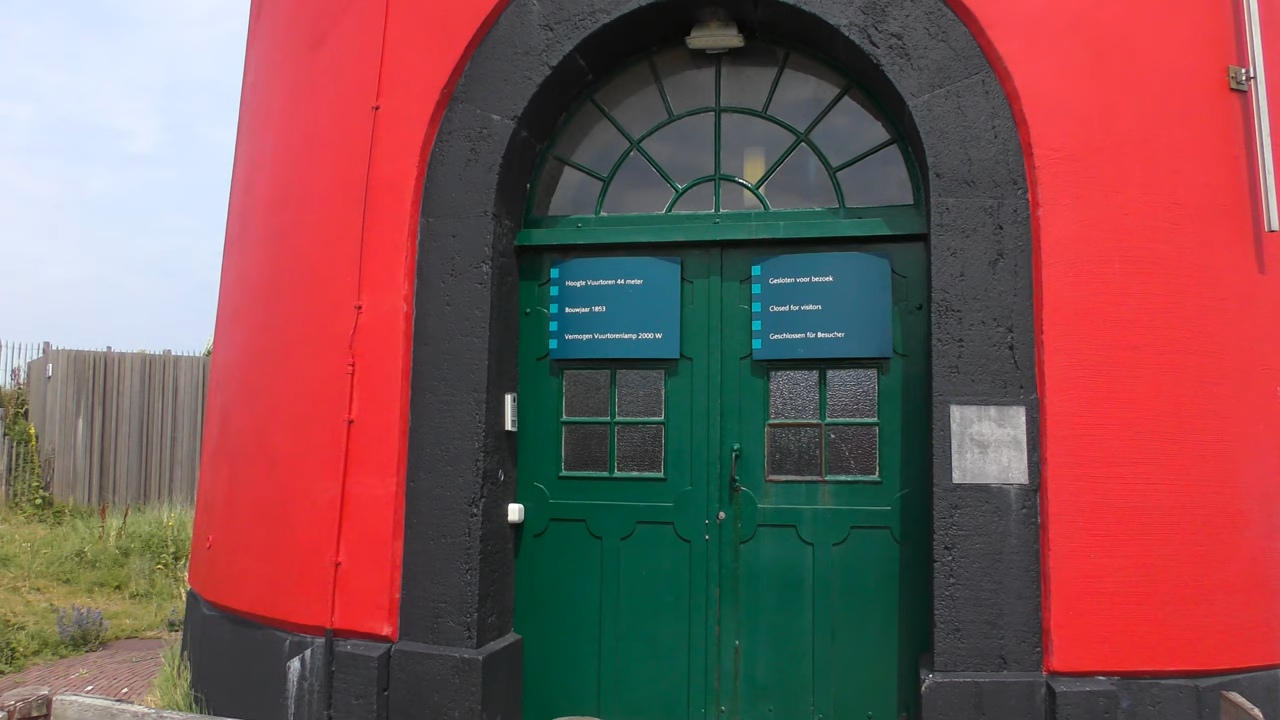 Hoogte Vuurtoren 44 meter
Bouwjaar 1853
Vermogen Vuurtorenlamp 2000 W
Gesloten voor bezoek
Closed for visitors
Geschlossen für Besucher